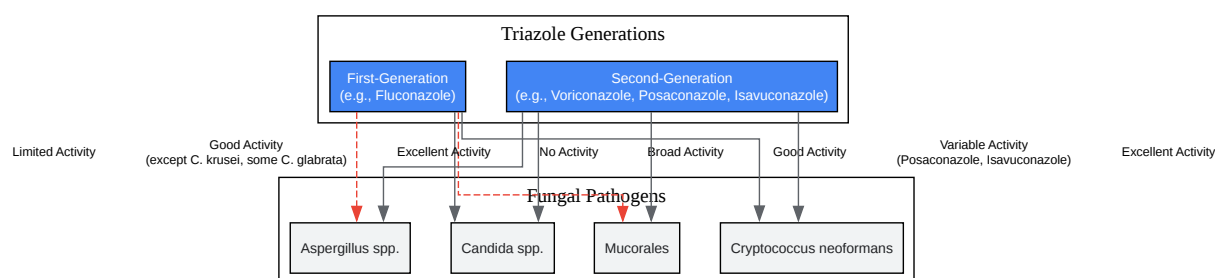 Triazole Generations
First-Generation
(e.g., Fluconazole)
Second-Generation
(e.g., Voriconazole, Posaconazole, Isavuconazole)
Limited Activity
Good Activity
(except C. krusei, some C. glabrata)
Excellent Activity
No Activity
Broad Activity
Good Activity
Variable Activity
(Posaconazole, Isavuconazole)
Excellent Activity
Fungal Pathogens
Aspergillus spp.
Candida spp.
Mucorales
Cryptococcus neoformans